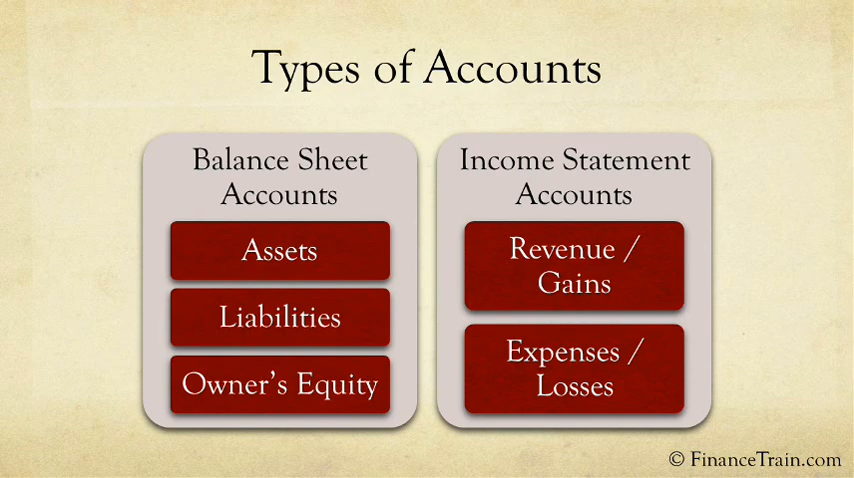 Types of Accounts
Balance Sheet
Accounts
Assets
Liabilities
Owner's Equity
Income Statement
Accounts
Revenue /
Gains
Expenses /
Losses
© FinanceTrain.com